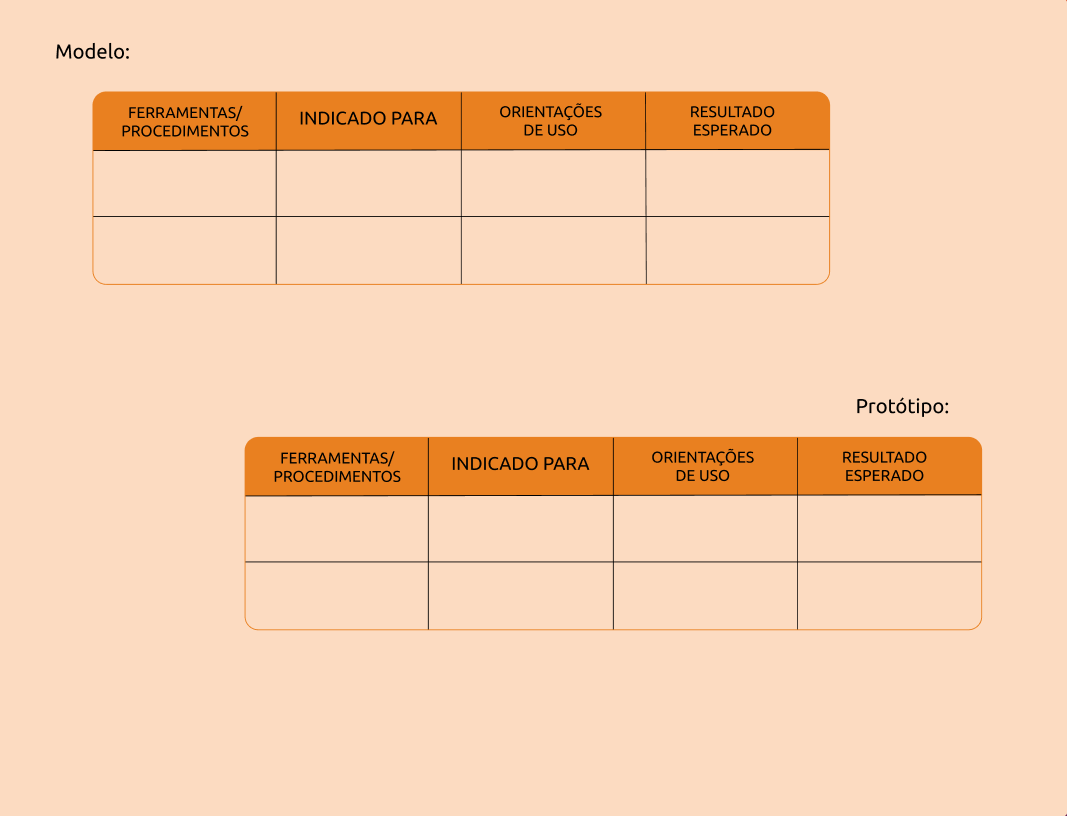 Modelo:
FERRAMENTAS/
PROCEDIMENTOS
INDICADO PARA
ORIENTAÇÕES
DE USO
RESULTADO
ESPERADO
Protótipo:
FERRAMENTAS/
PROCEDIMENTOS
INDICADO PARA
ORIENTAÇÕES
DE USO
RESULTADO
ESPERADO